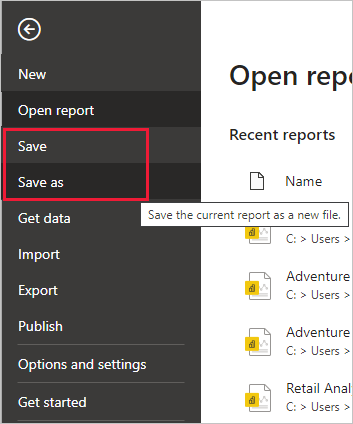 New
Open report
Save
Save as
Get data
Import
Export
Publish
Options and settings
Get started
Open repo
Recent reports
Name
Save the current report as a new file.
C: > Users >
Adventure
C: > Users >
Adventure
C: > Users >
Retail Anal
C: > Users >